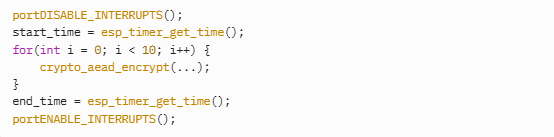 portDISABLE_INTERRUPTS();
start_time = esp_timer_get_time();
for(int i = 0; i < 10; i++) {
    crypto_aead_encrypt(...);
}
end_time = esp_timer_get_time();
portENABLE_INTERRUPTS();